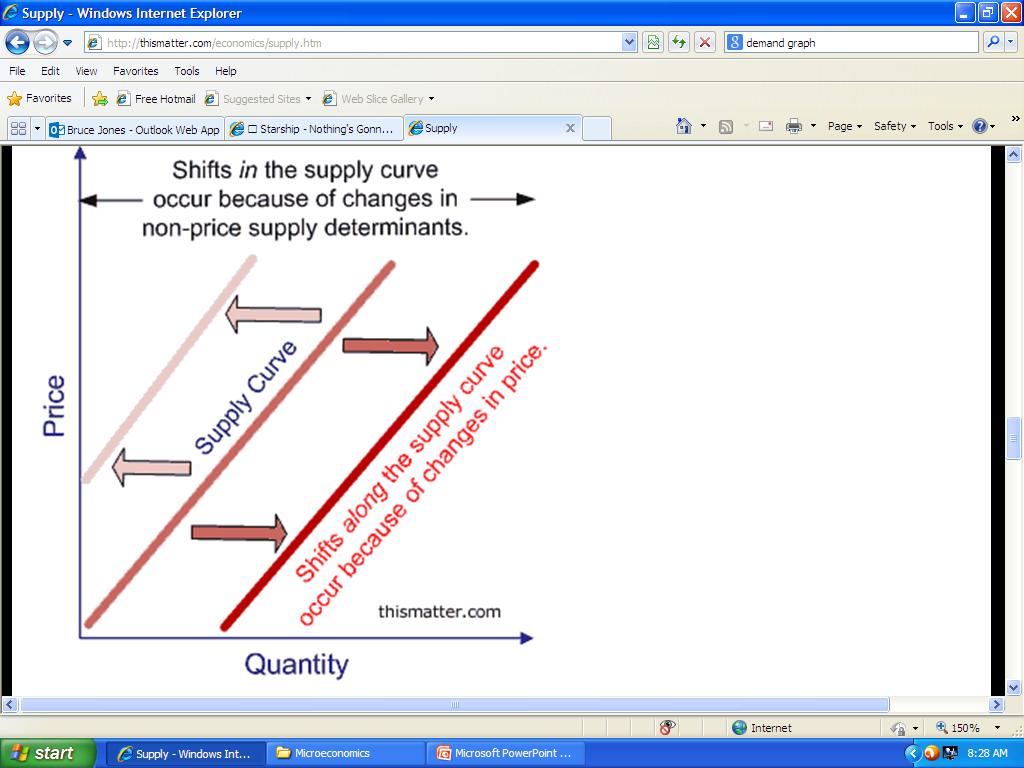 Supply - Windows Internet Explorer
http://thismatter.com/economics/supply.htm
demand graph
File Edit View Favorites Tools Help
Favorites Free Hotmail Suggested Sites Web Slice Gallery
Bruce Jones - Outlook Web App
Starship - Nothing's Gonn...
Supply
Page Safety Tools
Shifts in the supply curve
occur because of changes in
non-price supply determinants.
Price
Supply Curve
Shifts along the supply curve
occur because of changes in price.
thismatter.com
Quantity
Internet
150%
start
Supply - Windows Int...
Microeconomics
Microsoft PowerPoint ...
8:28 AM